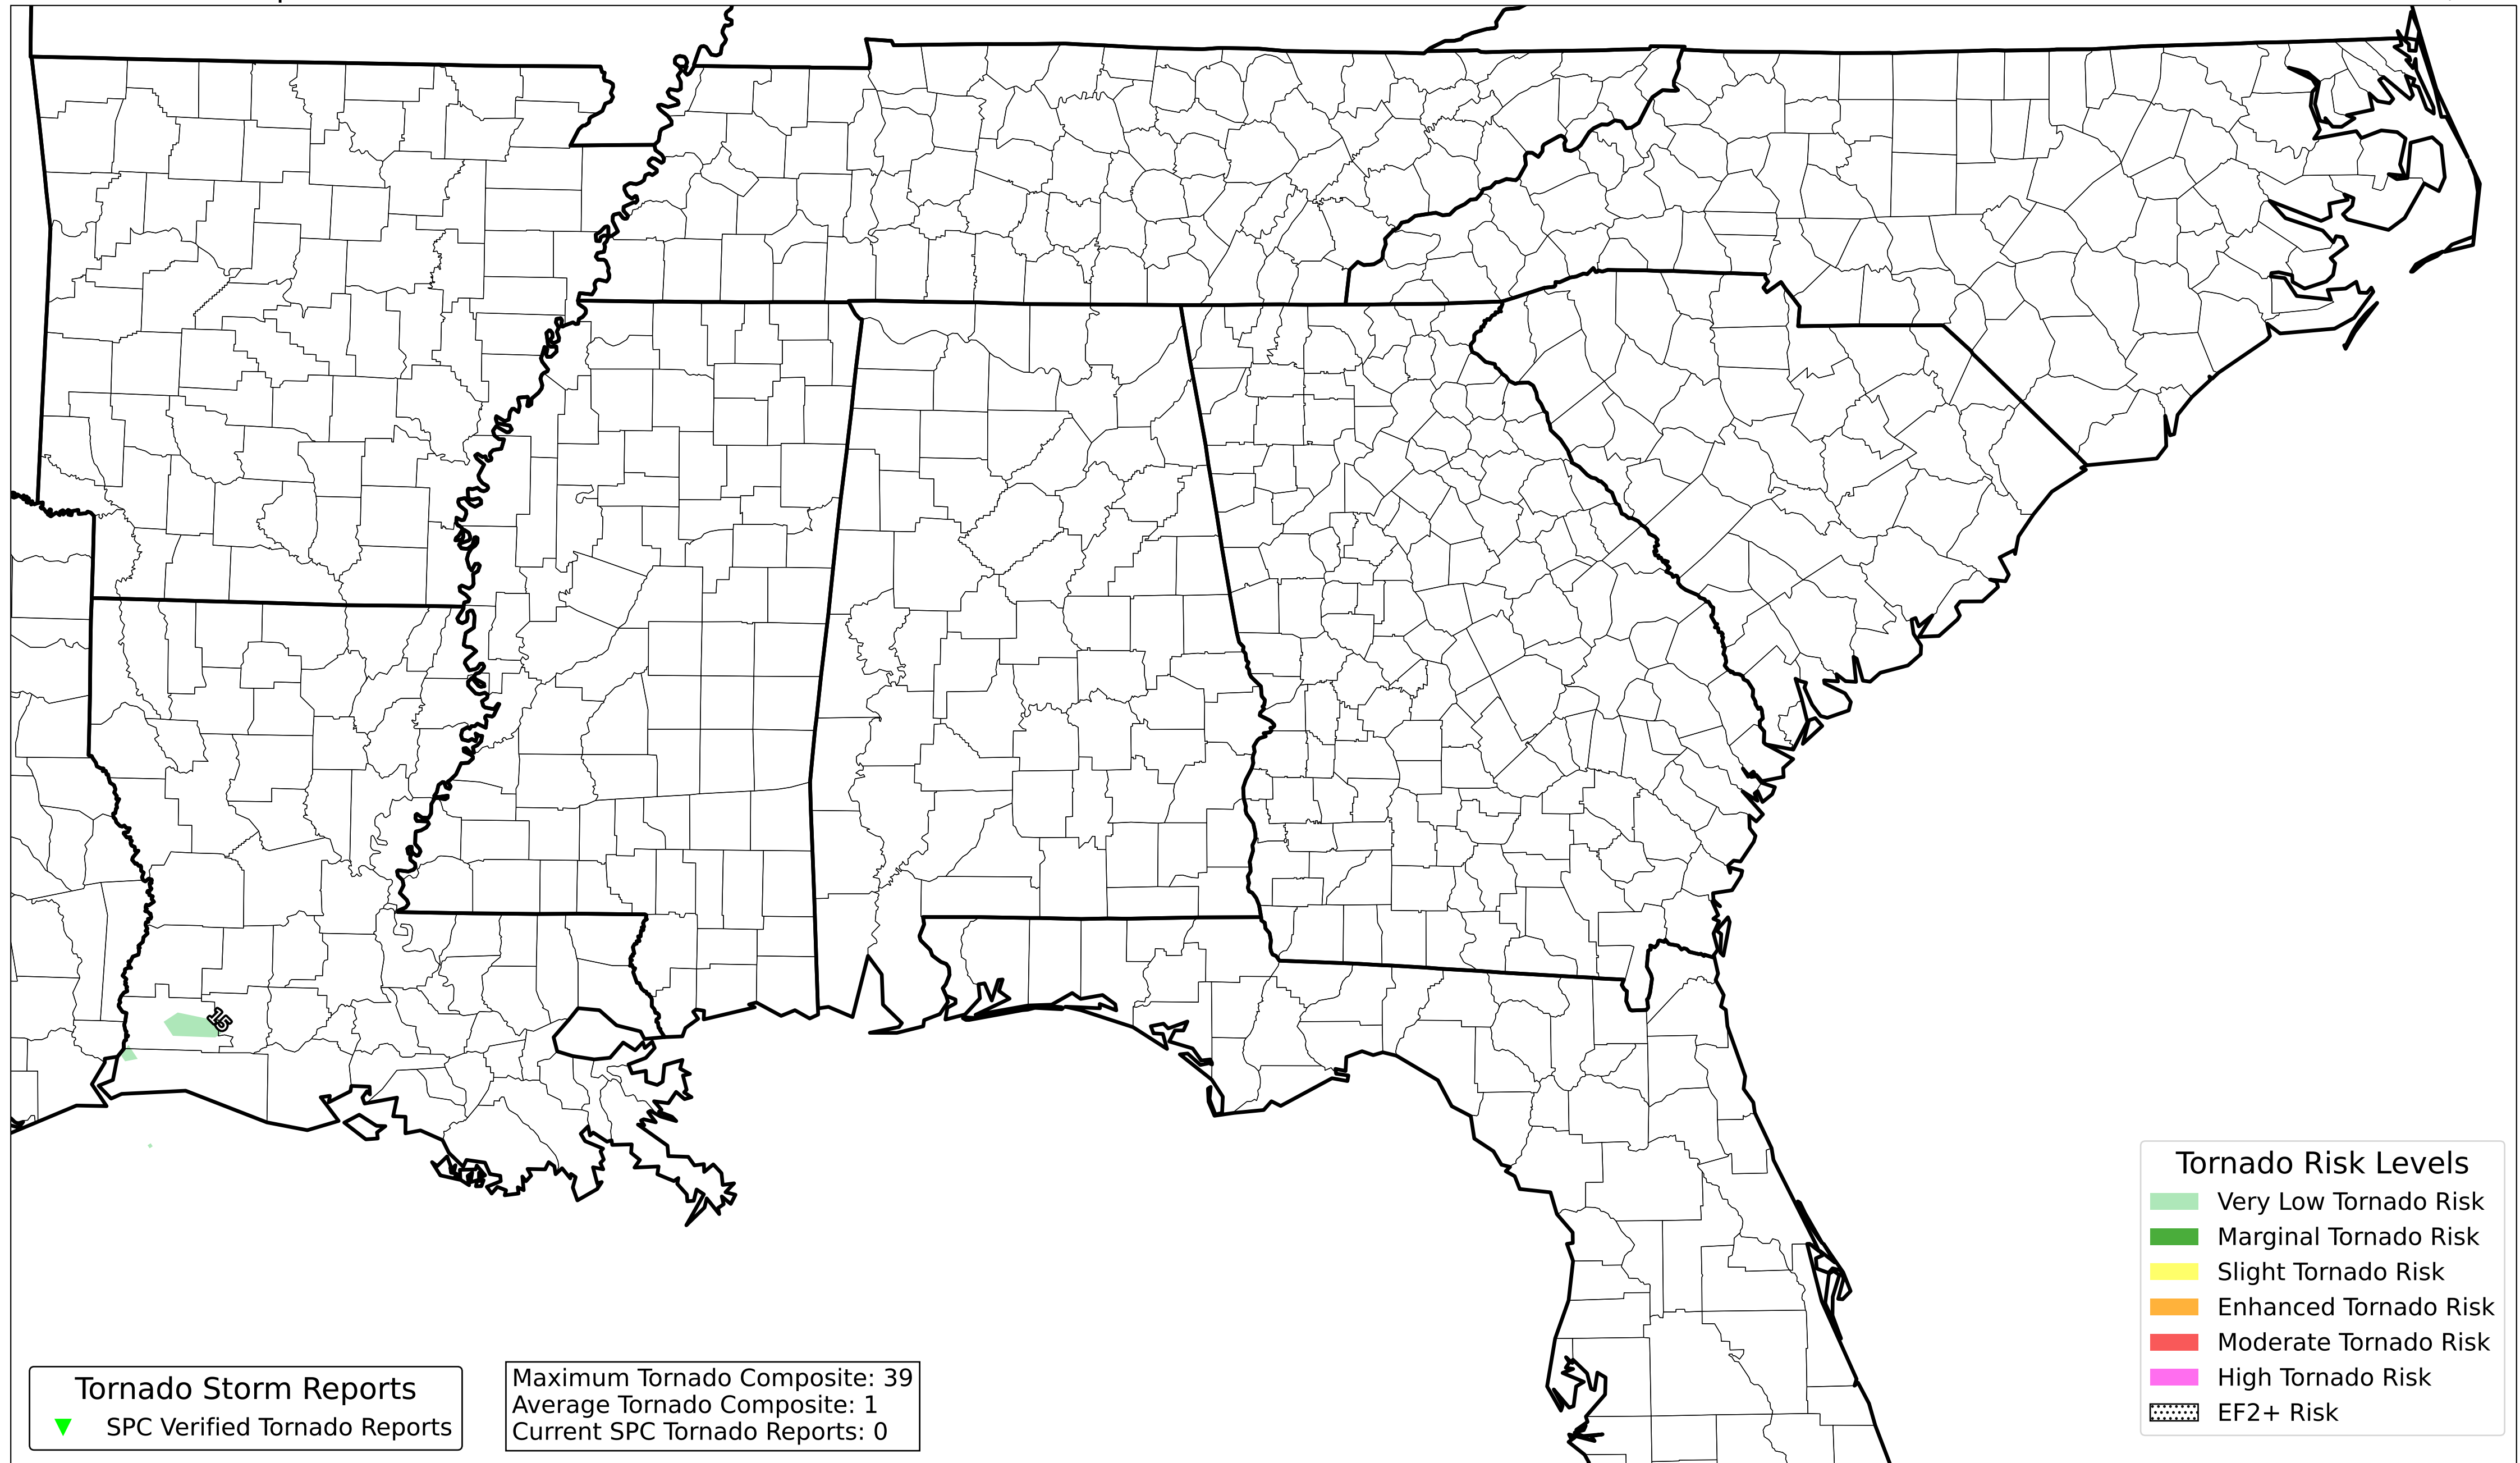 15
Tornado Risk Levels
Very Low Tornado Risk
Marginal Tornado Risk
Slight Tornado Risk
Enhanced Tornado Risk
Moderate Tornado Risk
High Tornado Risk
EF2+ Risk
Tornado Storm Reports
SPC Verified Tornado Reports
Maximum Tornado Composite: 39
Average Tornado Composite: 1
Current SPC Tornado Reports: 0